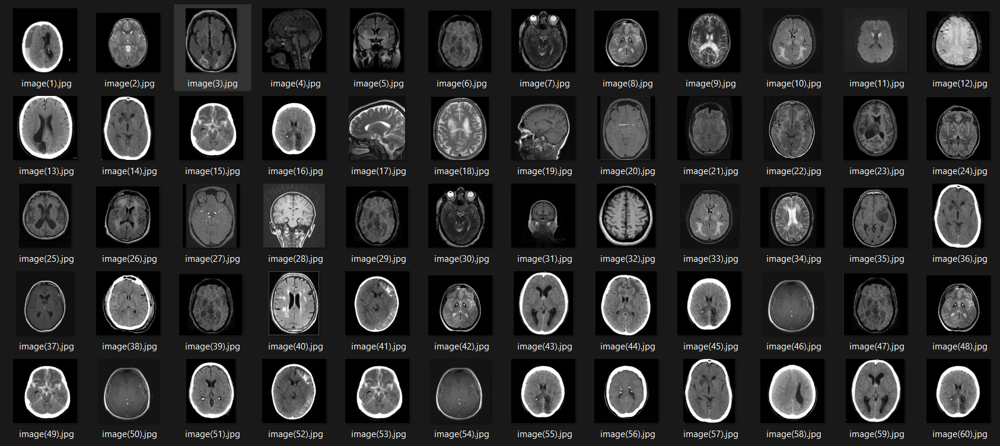 image(1).jpg image(2).jpg image(3).jpg image(4).jpg image(5).jpg image(6).jpg image(7).jpg image(8).jpg image(9).jpg image(10).jpg image(11).jpg image(12).jpg
image(13).jpg image(14).jpg image(15).jpg image(16).jpg image(17).jpg image(18).jpg image(19).jpg image(20).jpg image(21).jpg image(22).jpg image(23).jpg image(24).jpg
image(25).jpg image(26).jpg image(27).jpg image(28).jpg image(29).jpg image(30).jpg image(31).jpg image(32).jpg image(33).jpg image(34).jpg image(35).jpg image(36).jpg
image(37).jpg image(38).jpg image(39).jpg image(40).jpg image(41).jpg image(42).jpg image(43).jpg image(44).jpg image(45).jpg image(46).jpg image(47).jpg image(48).jpg
image(49).jpg image(50).jpg image(51).jpg image(52).jpg image(53).jpg image(54).jpg image(55).jpg image(56).jpg image(57).jpg image(58).jpg image(59).jpg image(60).jpg